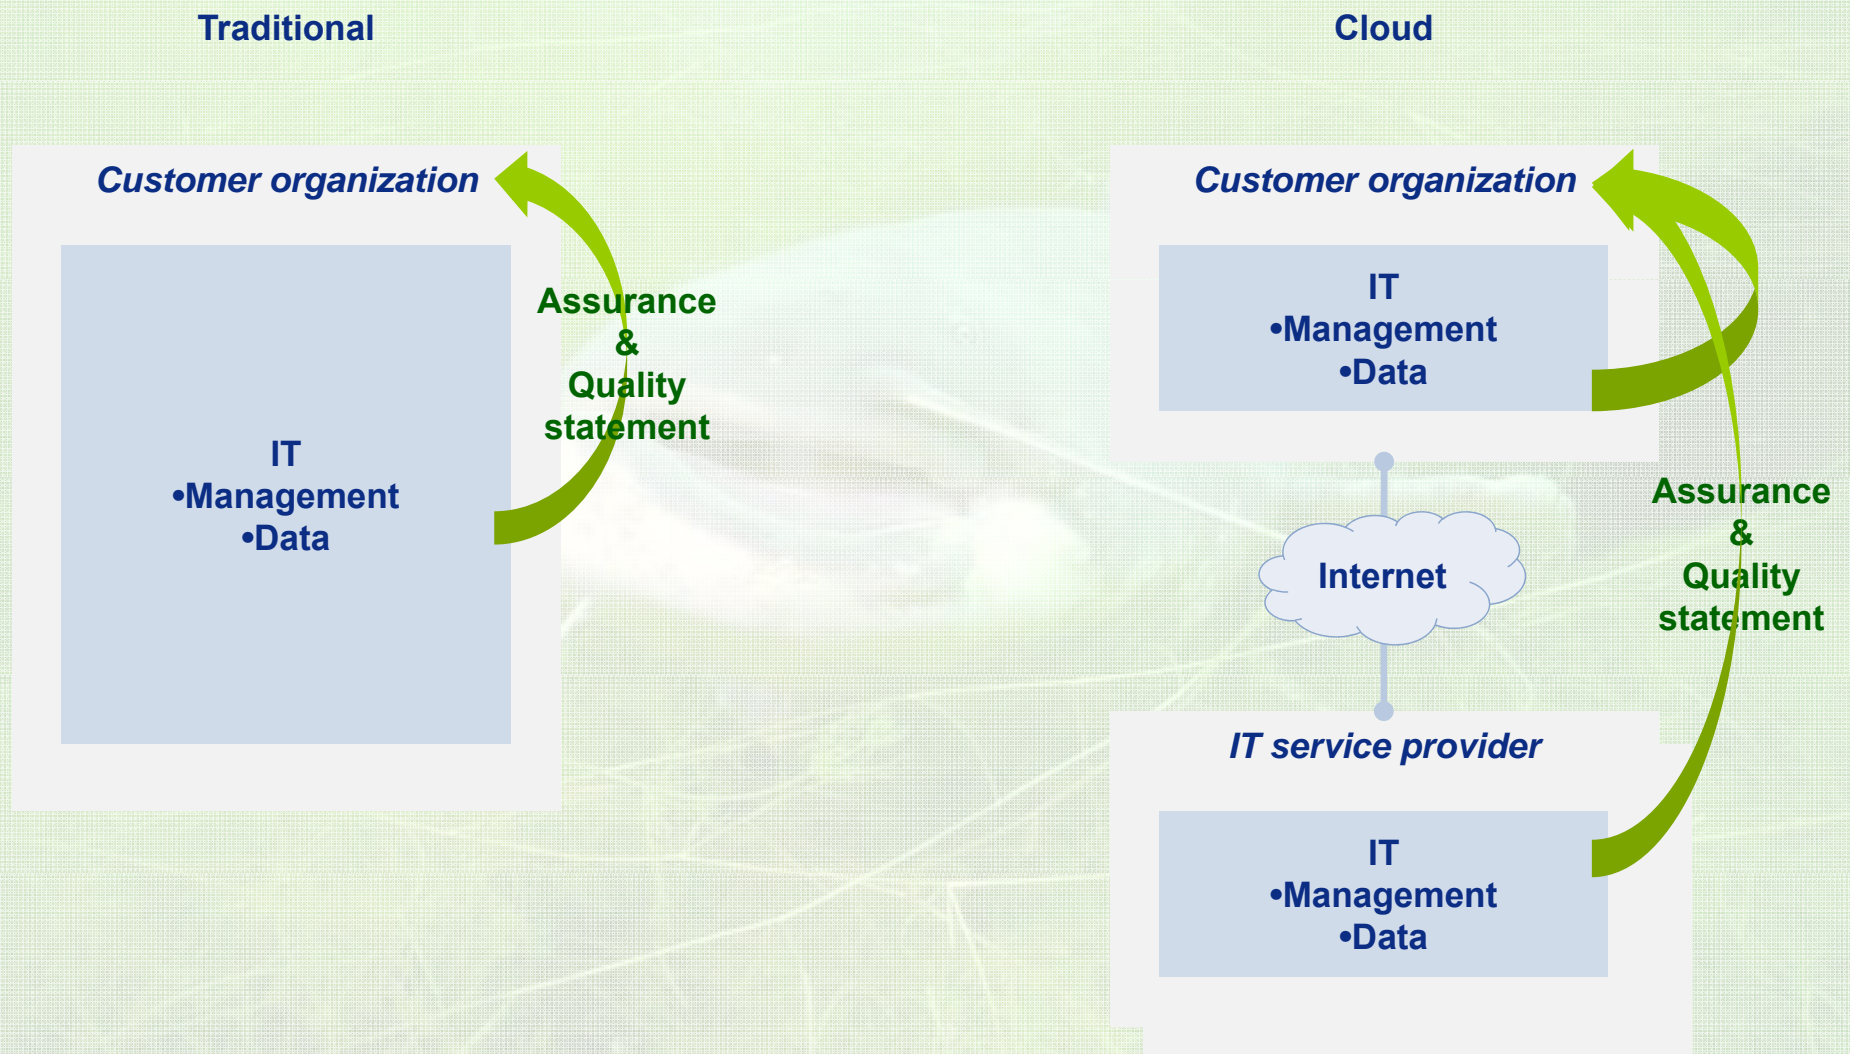 Traditional
Cloud
Customer organization
IT
•Management
•Data
Assurance
&
Quality
statement
Customer organization
IT
•Management
•Data
Internet
Assurance
&
Quality
statement
IT service provider
IT
•Management
•Data